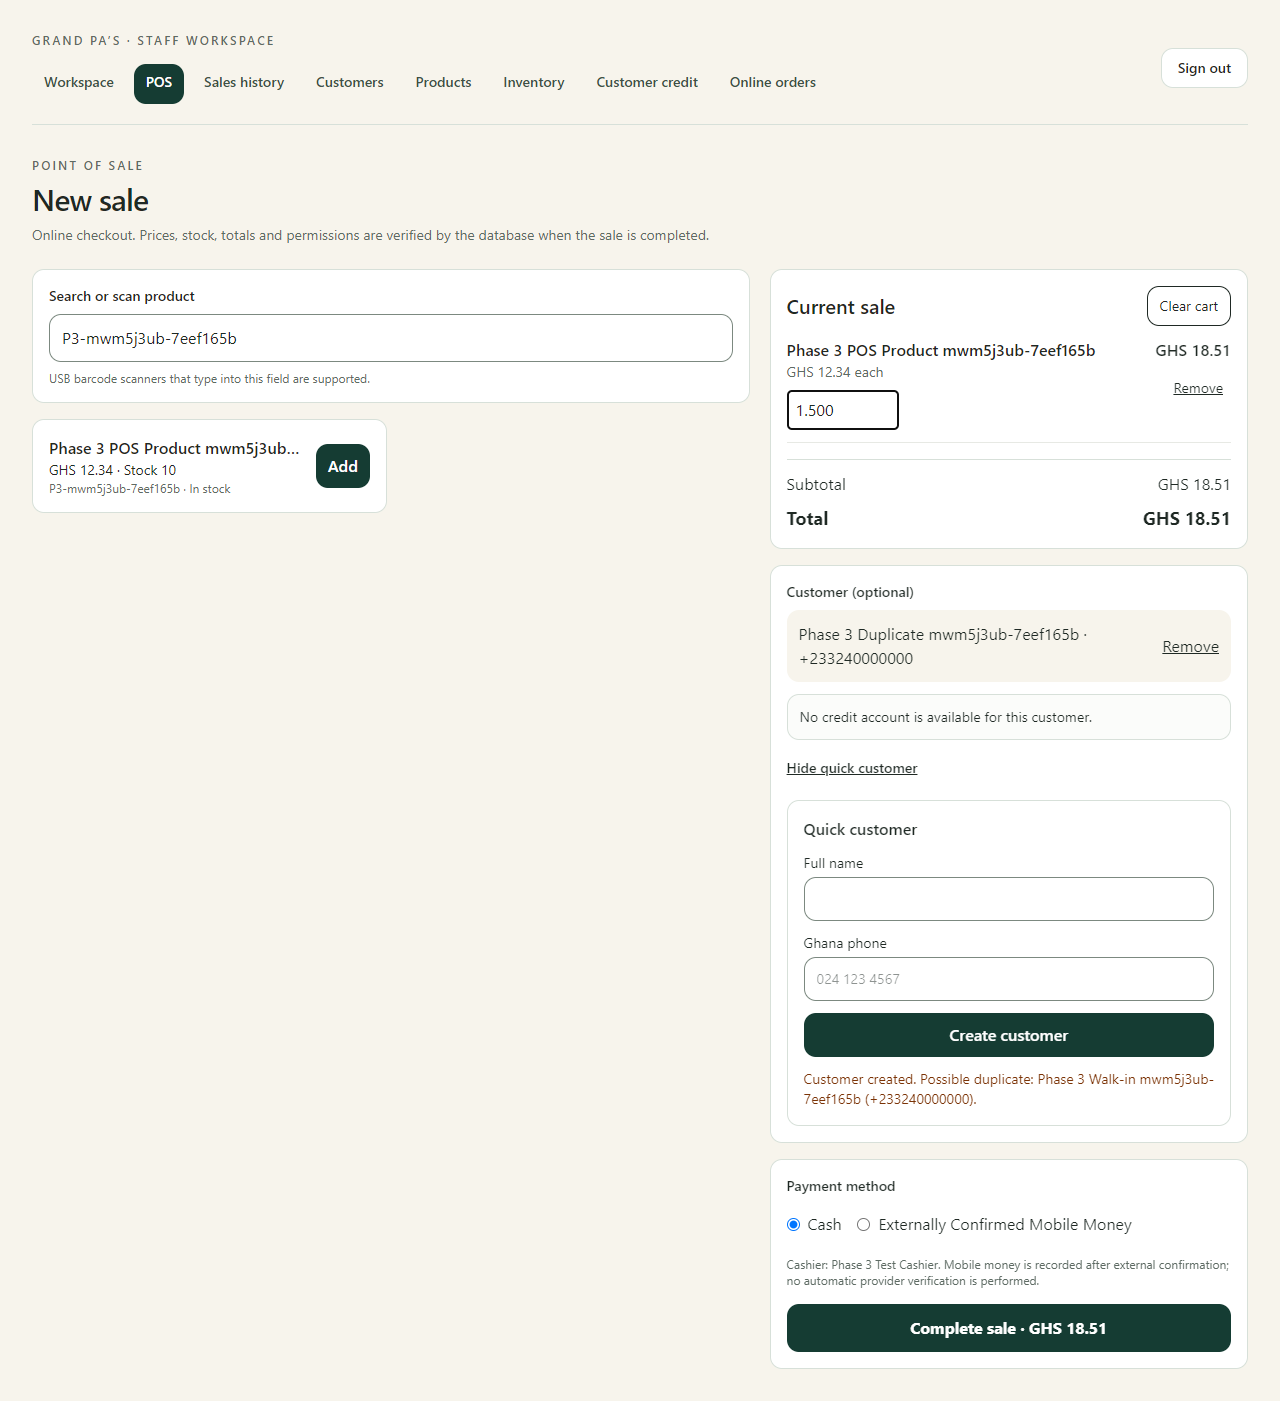 GRAND PA'S · STAFF WORKSPACE
Workspace
POS
Sales history
Customers
Products
Inventory
Customer credit
Online orders
Sign out
POINT OF SALE
New sale
Online checkout. Prices, stock, totals and permissions are verified by the database when the sale is completed.
Search or scan product
P3-mwm5j3ub-7eef165b
USB barcode scanners that type into this field are supported.
Phase 3 POS Product mwm5j3ub...
GHS 12.34 · Stock 10
P3-mwm5j3ub-7eef165b · In stock
Add
Current sale
Clear cart
Phase 3 POS Product mwm5j3ub-7eef165b
GHS 18.51
GHS 12.34 each
Remove
1.500
Subtotal
GHS 18.51
Total
GHS 18.51
Customer (optional)
Phase 3 Duplicate mwm5j3ub-7eef165b ·
+233240000000
Remove
No credit account is available for this customer.
Hide quick customer
Quick customer
Full name
Ghana phone
024 123 4567
Create customer
Customer created. Possible duplicate: Phase 3 Walk-in mwm5j3ub-
7eef165b (+233240000000).
Payment method
Cash
Externally Confirmed Mobile Money
Cashier: Phase 3 Test Cashier. Mobile money is recorded after external confirmation;
no automatic provider verification is performed.
Complete sale · GHS 18.51